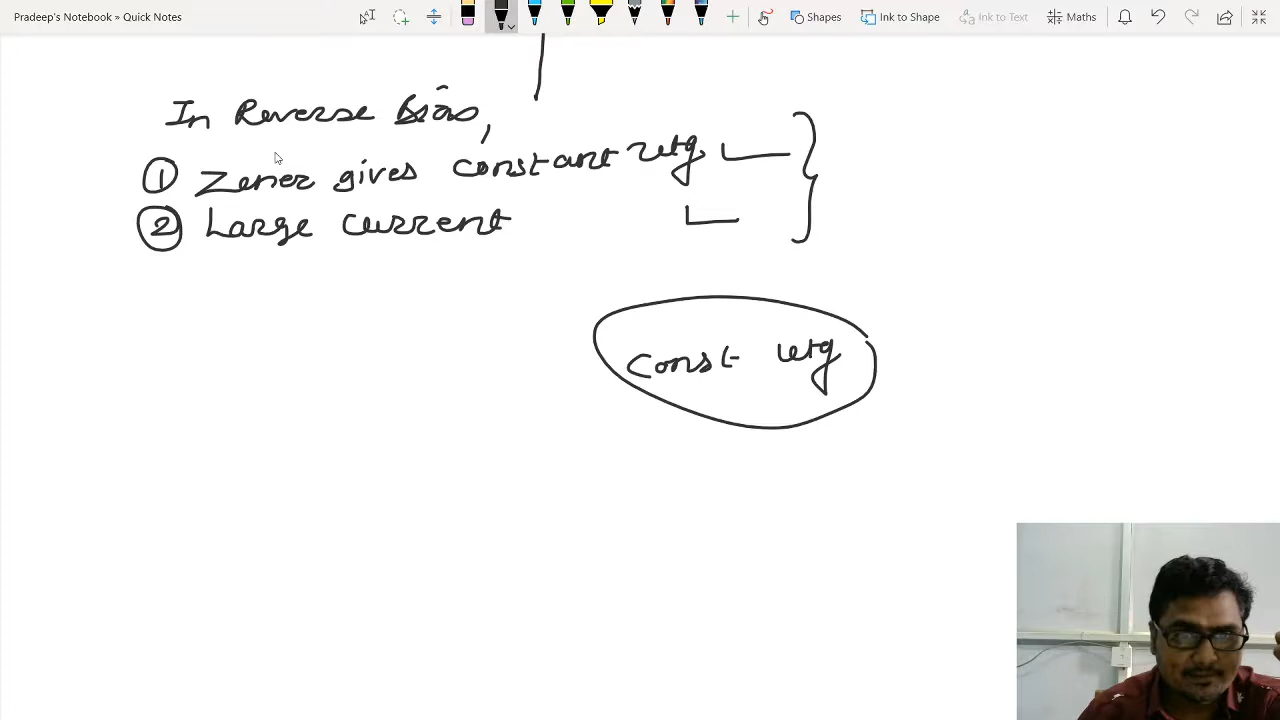 Pradeep's Notebook » Quick Notes
Shapes
Ink to Shape
Ink to Text
Maths
In Reverse Bias,
① Zener gives constant vtg
② Large current
Const vtg